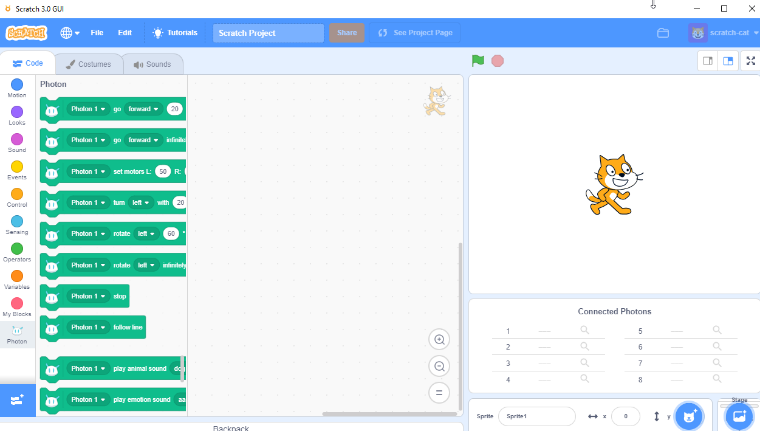 Scratch 3.0 GUI
SCRATCH File Edit Tutorials Scratch Project Share See Project Page scratch-cat
Code Costumes Sounds
Motion
Looks
Sound
Events
Control
Sensing
Operators
Variables
My Blocks
Photon
Photon
Photon 1 go forward 20
Photon 1 go forward infinite
Photon 1 set motors L: 50 R:
Photon 1 turn left with 20
Photon 1 rotate left 60 °
Photon 1 rotate left infinitely
Photon 1 stop
Photon 1 follow line
Photon 1 play animal sound
Photon 1 play emotion sound
Backpack
Connected Photons
1 5
2 6
3 7
4 8
Sprite Sprite1 x 0 y
Stage